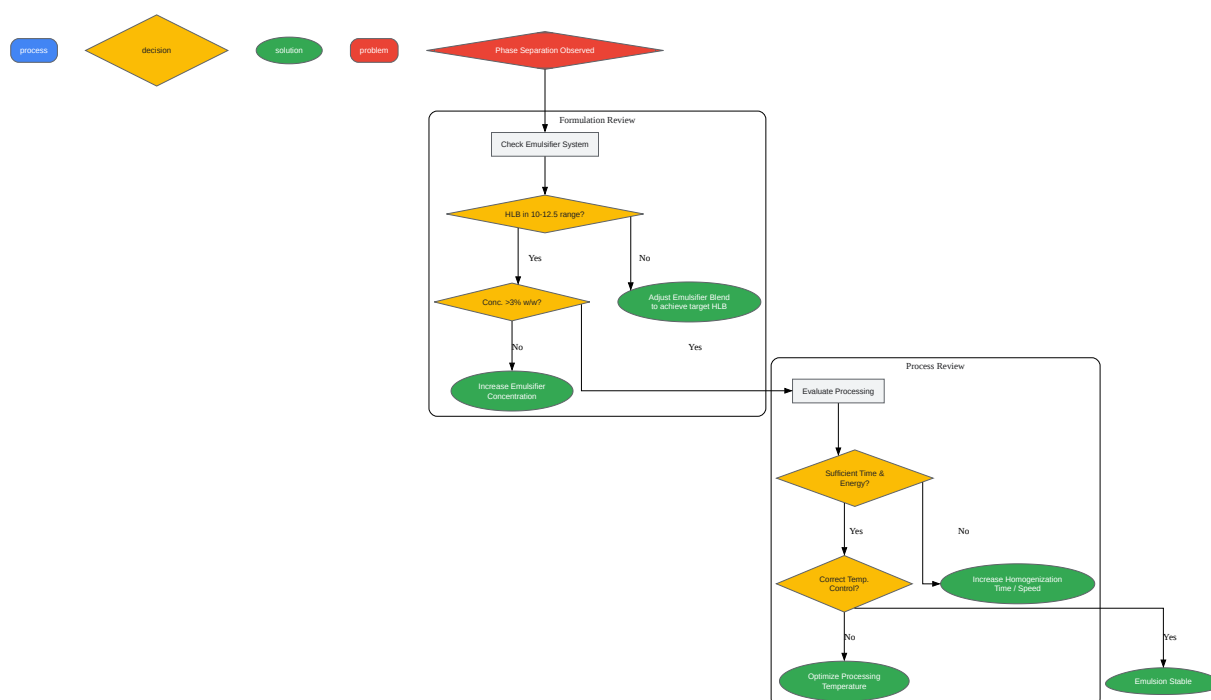 process
decision
solution
problem
Phase Separation Observed
Formulation Review
Check Emulsifier System
HLB in 10-12.5 range?
Yes
No
Conc. >3% w/w?
Adjust Emulsifier Blend
to achieve target HLB
No
Yes
Process Review
Increase Emulsifier
Concentration
Evaluate Processing
Sufficient Time &
Energy?
Yes
No
Correct Temp.
Control?
Increase Homogenization
Time / Speed
No
Yes
Optimize Processing
Temperature
Emulsion Stable